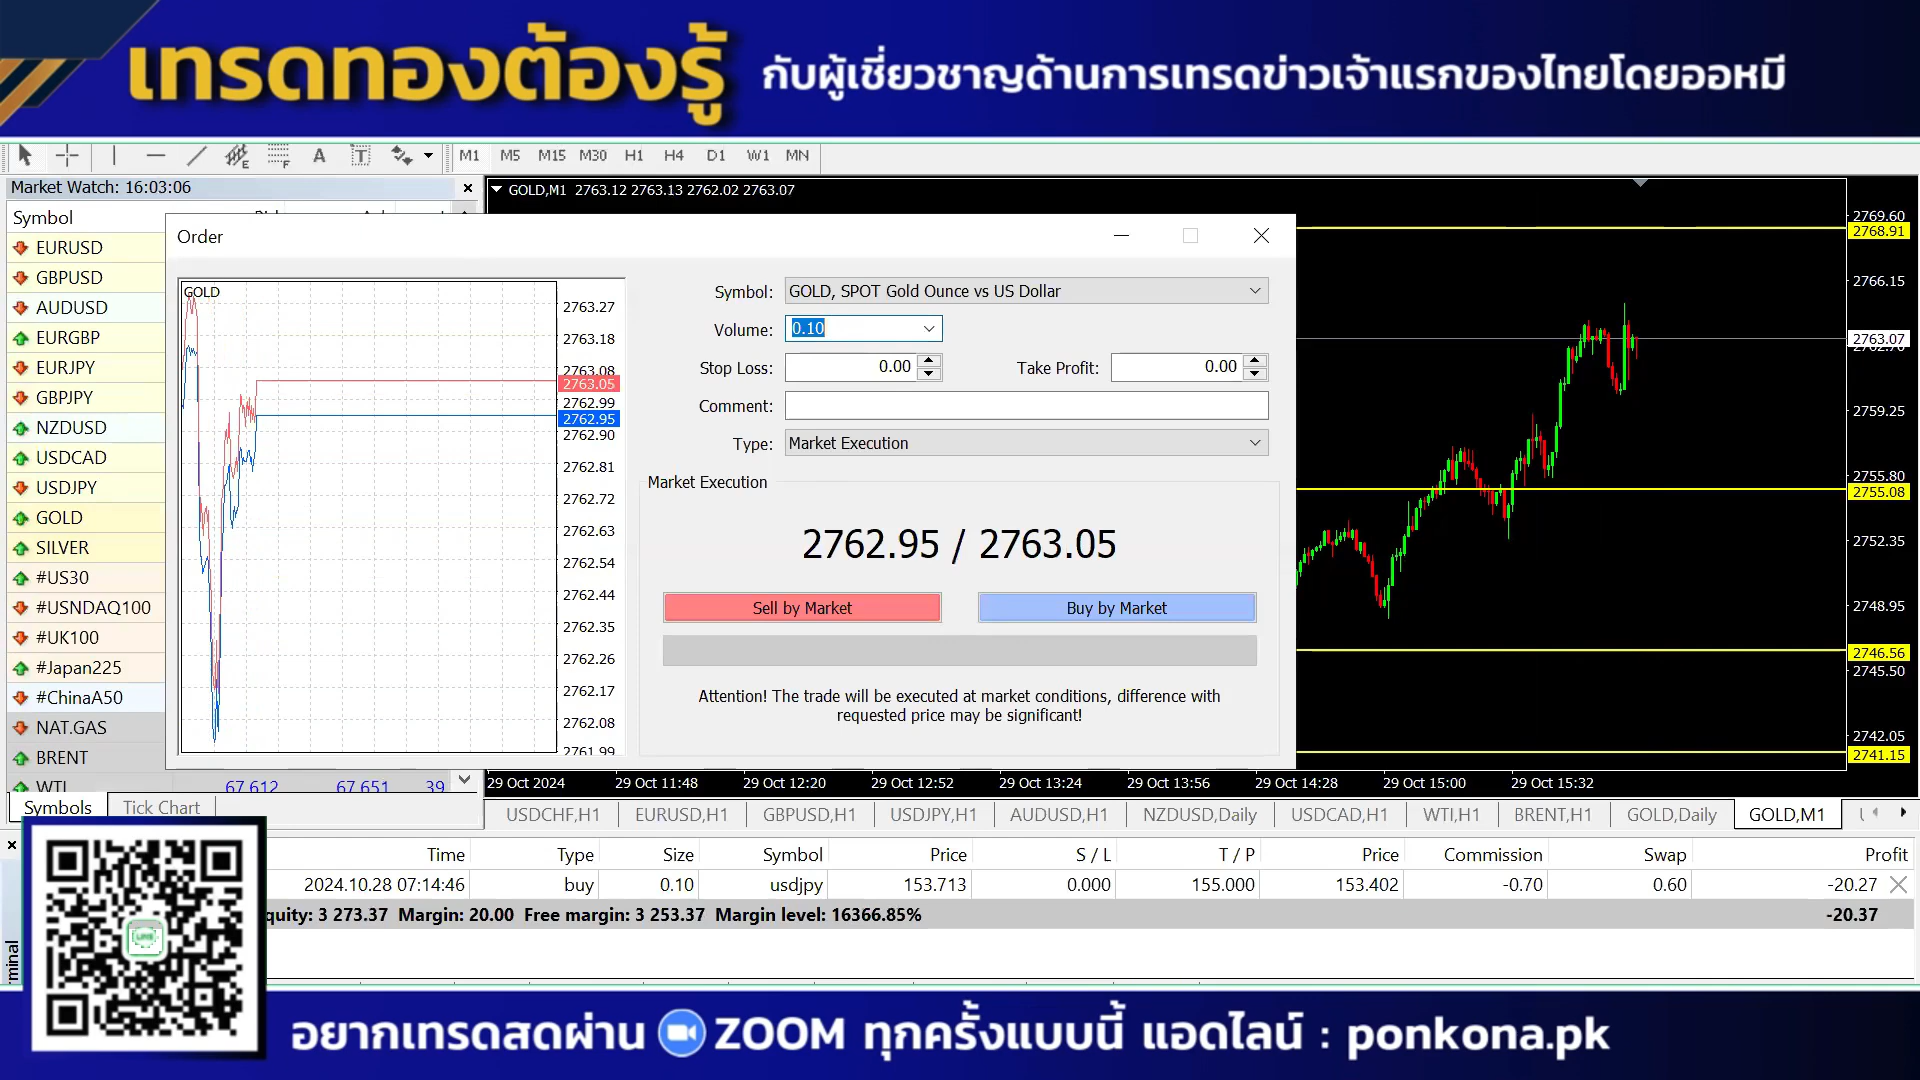 เทรดทองต้องรู้ กับผู้เชี่ยวชาญด้านการเทรดข่าวเจ้าแรกของไทยโดยออหมี
M1 M5 M15 M30 H1 H4 D1 W1 MN
Market Watch: 16:03:06
GOLD,M1 2763.12 2763.13 2762.02 2763.07
Symbol
EURUSD
GBPUSD
AUDUSD
EURGBP
EURJPY
GBPJPY
NZDUSD
USDCAD
USDJPY
GOLD
SILVER
#US30
#USNDAQ100
#UK100
#Japan225
#ChinaA50
NAT.GAS
BRENT
WTI 67.612 67.651 39
Symbols Tick Chart
Order
GOLD
2763.27
2763.18
2763.08
2763.05
2762.99
2762.95
2762.90
2762.81
2762.72
2762.63
2762.54
2762.44
2762.35
2762.26
2762.17
2762.08
2761.99
Symbol: GOLD, SPOT Gold Ounce vs US Dollar
Volume: 0.10
Stop Loss: 0.00 Take Profit: 0.00
Comment:
Type: Market Execution
Market Execution
2762.95 / 2763.05
Sell by Market Buy by Market
Attention! The trade will be executed at market conditions, difference with
requested price may be significant!
2769.60
2768.91
2766.15
2763.07
2759.25
2755.80
2755.08
2752.35
2748.95
2746.56
2745.50
2742.05
2741.15
29 Oct 2024 29 Oct 11:48 29 Oct 12:20 29 Oct 12:52 29 Oct 13:24 29 Oct 13:56 29 Oct 14:28 29 Oct 15:00 29 Oct 15:32
USDCHF,H1 EURUSD,H1 GBPUSD,H1 USDJPY,H1 AUDUSD,H1 NZDUSD,Daily USDCAD,H1 WTI,H1 BRENT,H1 GOLD,Daily GOLD,M1
Time Type Size Symbol Price S / L T / P Price Commission Swap Profit
2024.10.28 07:14:46 buy 0.10 usdjpy 153.713 0.000 155.000 153.402 -0.70 0.60 -20.27
quity: 3 273.37 Margin: 20.00 Free margin: 3 253.37 Margin level: 16366.85% -20.37
minal
อยากเทรดสดผ่าน ZOOM ทุกครั้งแบบนี้ แอดไลน์ : ponkona.pk